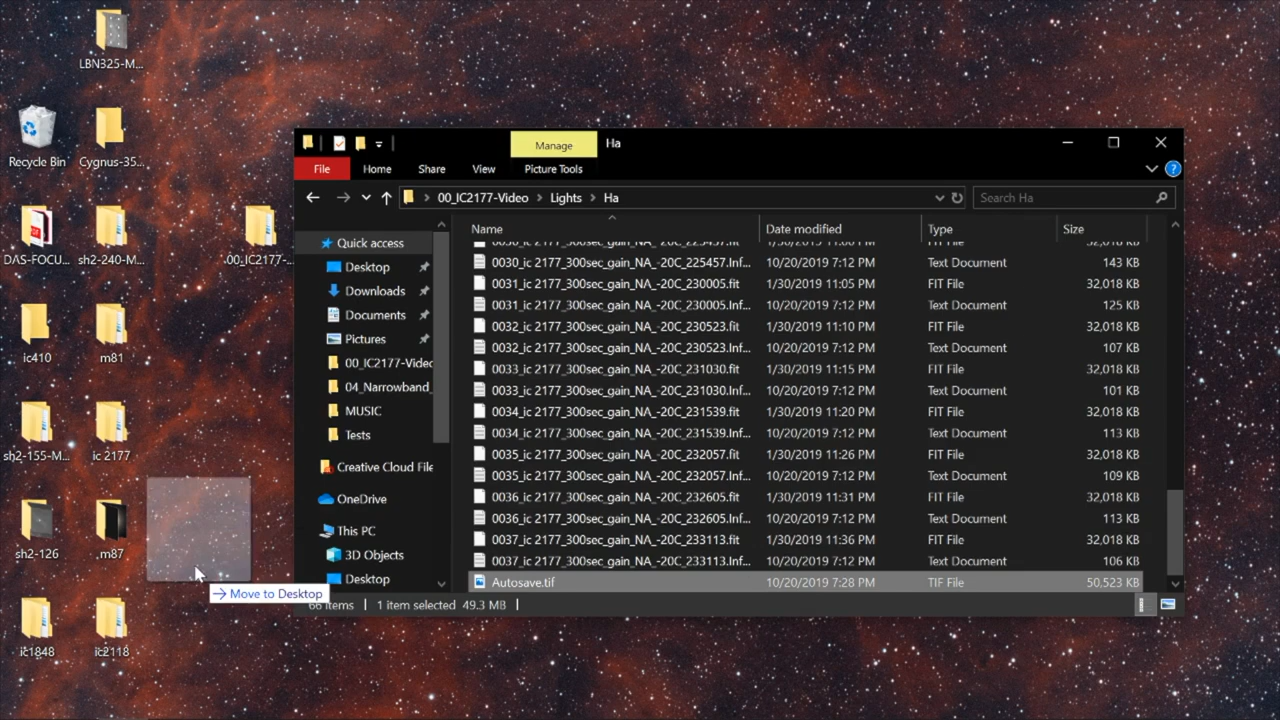 LBN325-M...
Recycle Bin
Cygnus-35...
DAS-FOCU...
sh2-240-M...
00_IC2177-...
ic410
m81
sh2-155-M...
ic 2177
sh2-126
m87
ic1848
ic2118
Move to Desktop
Manage
Ha
File
Home
Share
View
Picture Tools
00_IC2177-Video > Lights > Ha
Search Ha
Quick access
Desktop
Downloads
Documents
Pictures
00_IC2177-Video
04_Narrowband_
MUSIC
Tests
Creative Cloud File
OneDrive
This PC
3D Objects
Desktop
Name Date modified Type Size
0030_ic 2177_300sec_gain_NA_-20C_225457.fit 1/30/2019 11:00 PM FIT File 32,018 KB
0030_ic 2177_300sec_gain_NA_-20C_225457.Inf... 10/20/2019 7:12 PM Text Document 143 KB
0031_ic 2177_300sec_gain_NA_-20C_230005.fit 1/30/2019 11:05 PM FIT File 32,018 KB
0031_ic 2177_300sec_gain_NA_-20C_230005.Inf... 10/20/2019 7:12 PM Text Document 125 KB
0032_ic 2177_300sec_gain_NA_-20C_230523.fit 1/30/2019 11:10 PM FIT File 32,018 KB
0032_ic 2177_300sec_gain_NA_-20C_230523.Inf... 10/20/2019 7:12 PM Text Document 107 KB
0033_ic 2177_300sec_gain_NA_-20C_231030.fit 1/30/2019 11:15 PM FIT File 32,018 KB
0033_ic 2177_300sec_gain_NA_-20C_231030.Inf... 10/20/2019 7:12 PM Text Document 101 KB
0034_ic 2177_300sec_gain_NA_-20C_231539.fit 1/30/2019 11:20 PM FIT File 32,018 KB
0034_ic 2177_300sec_gain_NA_-20C_231539.Inf... 10/20/2019 7:12 PM Text Document 113 KB
0035_ic 2177_300sec_gain_NA_-20C_232057.fit 1/30/2019 11:26 PM FIT File 32,018 KB
0035_ic 2177_300sec_gain_NA_-20C_232057.Inf... 10/20/2019 7:12 PM Text Document 109 KB
0036_ic 2177_300sec_gain_NA_-20C_232605.fit 1/30/2019 11:31 PM FIT File 32,018 KB
0036_ic 2177_300sec_gain_NA_-20C_232605.Inf... 10/20/2019 7:12 PM Text Document 113 KB
0037_ic 2177_300sec_gain_NA_-20C_233113.fit 1/30/2019 11:36 PM FIT File 32,018 KB
0037_ic 2177_300sec_gain_NA_-20C_233113.Inf... 10/20/2019 7:12 PM Text Document 106 KB
Autosave.tif 10/20/2019 7:28 PM TIF File 50,523 KB
66 items 1 item selected 49.3 MB